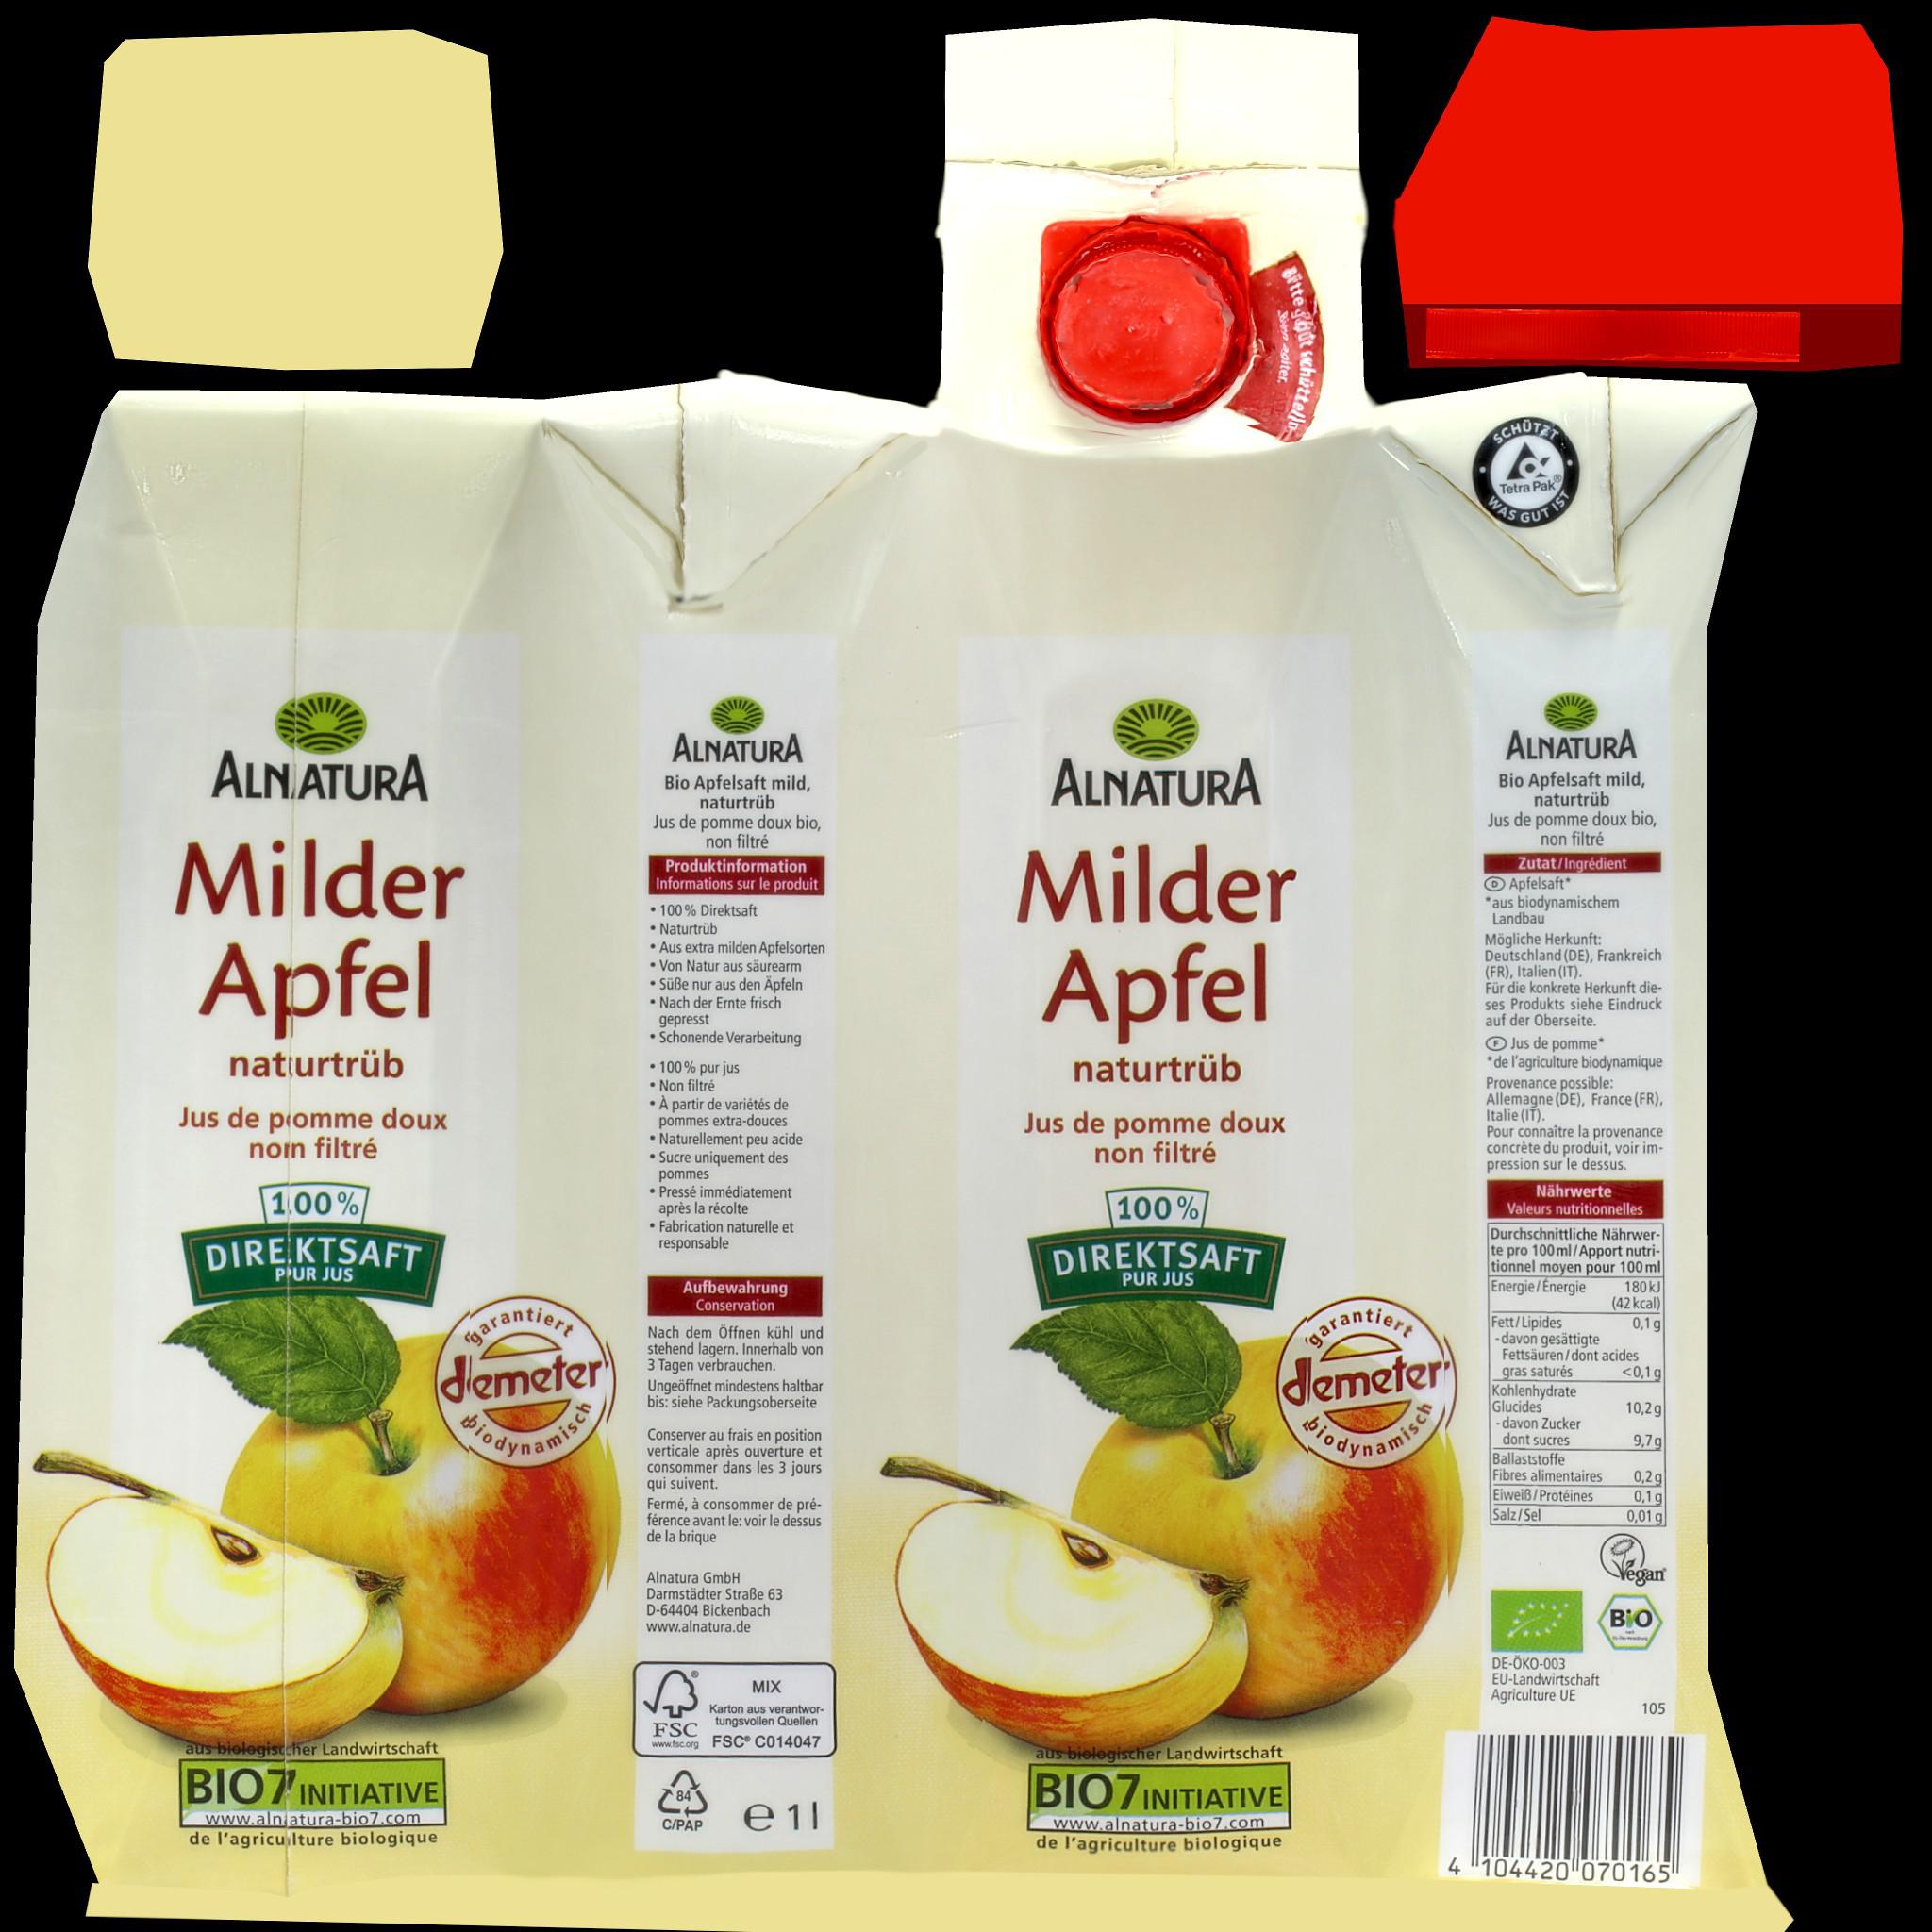 Bitte gut schütteln
SCHÜTZT
Tetra Pak®
WAS GUT IST
ALNATURA
Milder
Apfel
naturtrüb
Jus de pomme doux
non filtré
100 %
DIREKTSAFT
PUR JUS
garantiert
demeter
biodynamisch
aus biologischer Landwirtschaft
BIO7 INITIATIVE
www.alnatura-bio7.com
de l'agriculture biologique
ALNATURA
Bio Apfelsaft mild,
naturtrüb
Jus de pomme doux bio,
non filtré
Produktinformation
Informations sur le produit
• 100 % Direktsaft
• Naturtrüb
• Aus extra milden Apfelsorten
• Von Natur aus säurearm
• Süße nur aus den Äpfeln
• Nach der Ernte frisch
gepresst
• Schonende Verarbeitung
• 100 % pur jus
• Non filtré
• À partir de variétés de
pommes extra-douces
• Naturellement peu acide
• Sucre uniquement des
pommes
• Pressé immédiatement
après la récolte
• Fabrication naturelle et
responsable
Aufbewahrung
Conservation
Nach dem Öffnen kühl und
stehend lagern. Innerhalb von
3 Tagen verbrauchen.
Ungeöffnet mindestens haltbar
bis: siehe Packungsoberseite
Conserver au frais en position
verticale après ouverture et
consommer dans les 3 jours
qui suivent.
Fermé, à consommer de pré-
férence avant le: voir le dessus
de la brique
Alnatura GmbH
Darmstädter Straße 63
D-64404 Bickenbach
www.alnatura.de
FSC
www.fsc.org
MIX
Karton aus verantwor-
tungsvollen Quellen
FSC® C014047
84
C/PAP
e 1 l
ALNATURA
Milder
Apfel
naturtrüb
Jus de pomme doux
non filtré
100 %
DIREKTSAFT
PUR JUS
garantiert
demeter
biodynamisch
aus biologischer Landwirtschaft
BIO7 INITIATIVE
www.alnatura-bio7.com
de l'agriculture biologique
ALNATURA
Bio Apfelsaft mild,
naturtrüb
Jus de pomme doux bio,
non filtré
Zutat / Ingrédient
D Apfelsaft*
*aus biodynamischem
Landbau
Mögliche Herkunft:
Deutschland (DE), Frankreich
(FR), Italien (IT).
Für die konkrete Herkunft die-
ses Produkts siehe Eindruck
auf der Oberseite.
F Jus de pomme*
*de l'agriculture biodynamique
Provenance possible:
Allemagne (DE), France (FR),
Italie (IT).
Pour connaître la provenance
concrète du produit, voir im-
pression sur le dessus.
Nährwerte
Valeurs nutritionnelles
Durchschnittliche Nährwer-
te pro 100 ml / Apport nutri-
tionnel moyen pour 100 ml
Energie / Énergie 180 kJ
(42 kcal)
Fett / Lipides 0,1 g
- davon gesättigte
Fettsäuren / dont acides
gras saturés <0,1 g
Kohlenhydrate
Glucides 10,2 g
- davon Zucker
dont sucres 9,7 g
Ballaststoffe
Fibres alimentaires 0,2 g
Eiweiß / Protéines 0,1 g
Salz / Sel 0,01 g
Vegan
BiO
DE-ÖKO-003
EU-Landwirtschaft
Agriculture UE
105
4 104420 070165